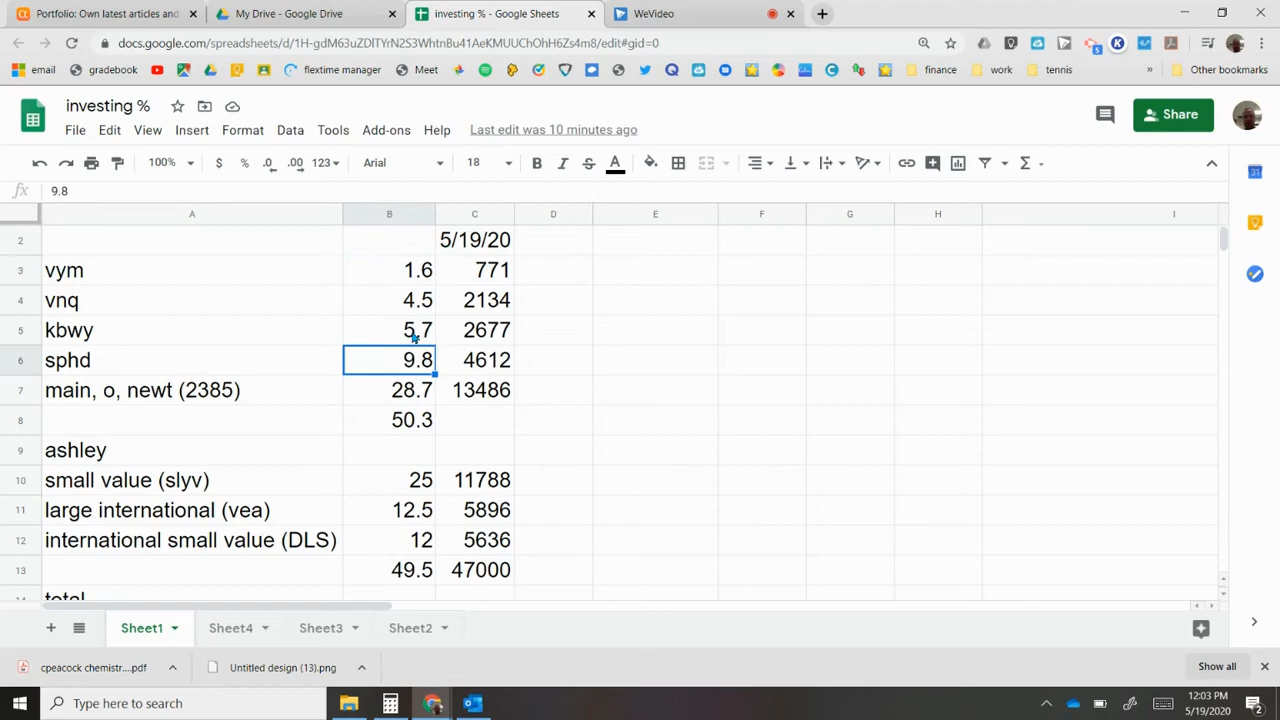 Portfolio: Own latest articles and
My Drive - Google Drive
investing % - Google Sheets
WeVideo
docs.google.com/spreadsheets/d/1H-gdM63uZDlTYrN2S3WhtnBu41AeKMUUChOhH6Zs4m8/edit#gid=0
email
gradebook
flextime manager
Meet
finance
work
tennis
»
Other bookmarks
investing %
File Edit View Insert Format Data Tools Add-ons Help Last edit was 10 minutes ago
Share
100% $ % .0 .00 123 Arial 18 B I S A
fx 9.8
A B C D E F G H I
2 5/19/20
3 vym 1.6 771
4 vnq 4.5 2134
5 kbwy 5.7 2677
6 sphd 9.8 4612
7 main, o, newt (2385) 28.7 13486
8 50.3
9 ashley
10 small value (slyv) 25 11788
11 large international (vea) 12.5 5896
12 international small value (DLS) 12 5636
13 49.5 47000
14 total
Sheet1 Sheet4 Sheet3 Sheet2
cpeacock chemistr....pdf
Untitled design (13).png
Show all
Type here to search
12:03 PM
5/19/2020
2